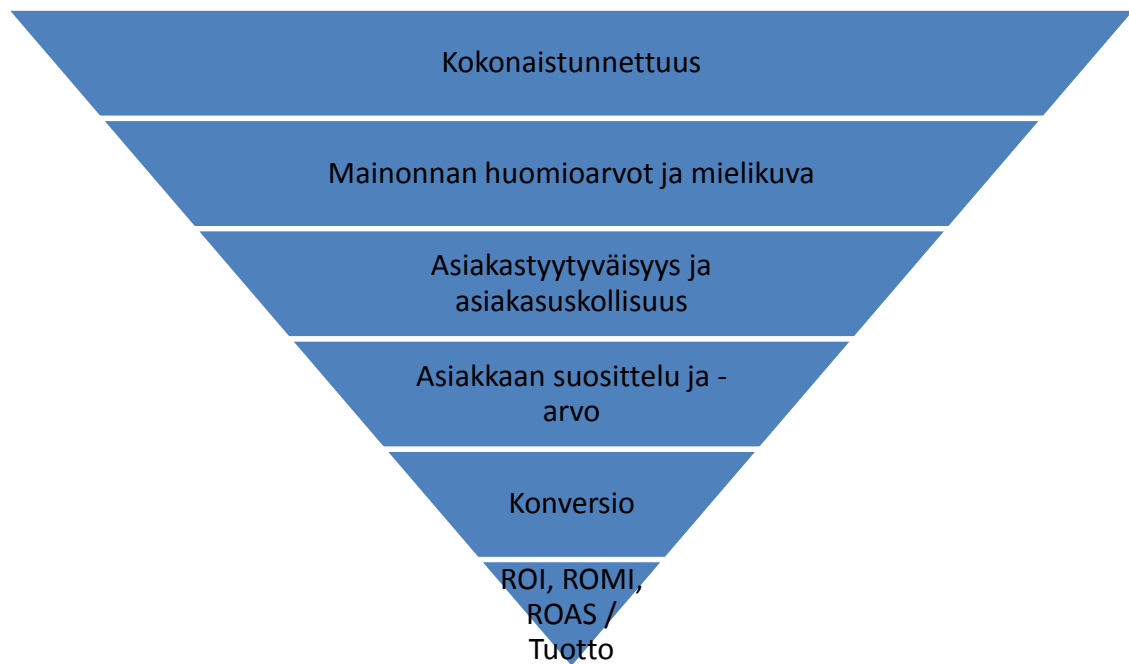 Kokonaistunnettuus
Mainonnan huomioarvot ja mielikuva
Asiakastyytyväisyys ja
asiakasuskollisuus
Asiakkaan suosittelu ja -
arvo
Konversio
ROI, ROMI,
ROAS /
Tuotto